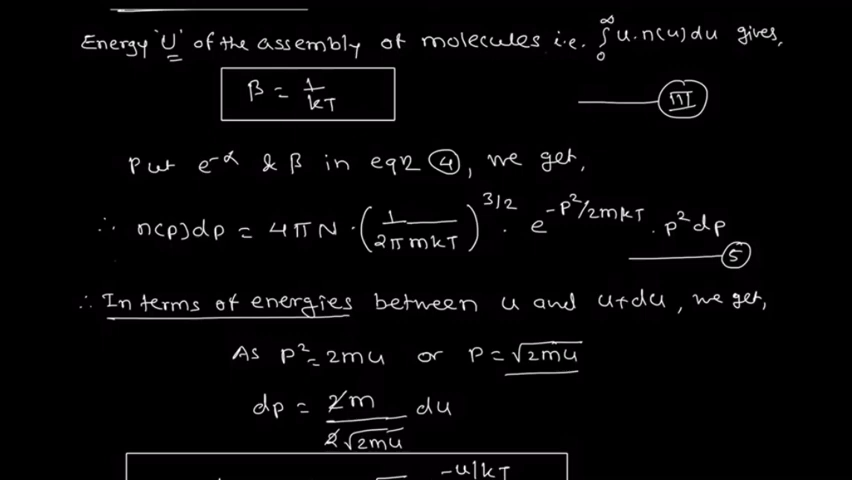 Energy 'U' of the assembly of molecules i.e. ∫₀^∞ u·n(u)du gives,
β = 1/kT
III
Put e^-α & β in eqn ④, we get,
∴ n(p)dp = 4πN·(1/2πmkT)^3/2 · e^-p²/2mkT · p²dp
⑤
∴ In terms of energies between u and u+du, we get,
As p² = 2mu or p = √2mu
dp = 2m/2√2mu du
-u/kT